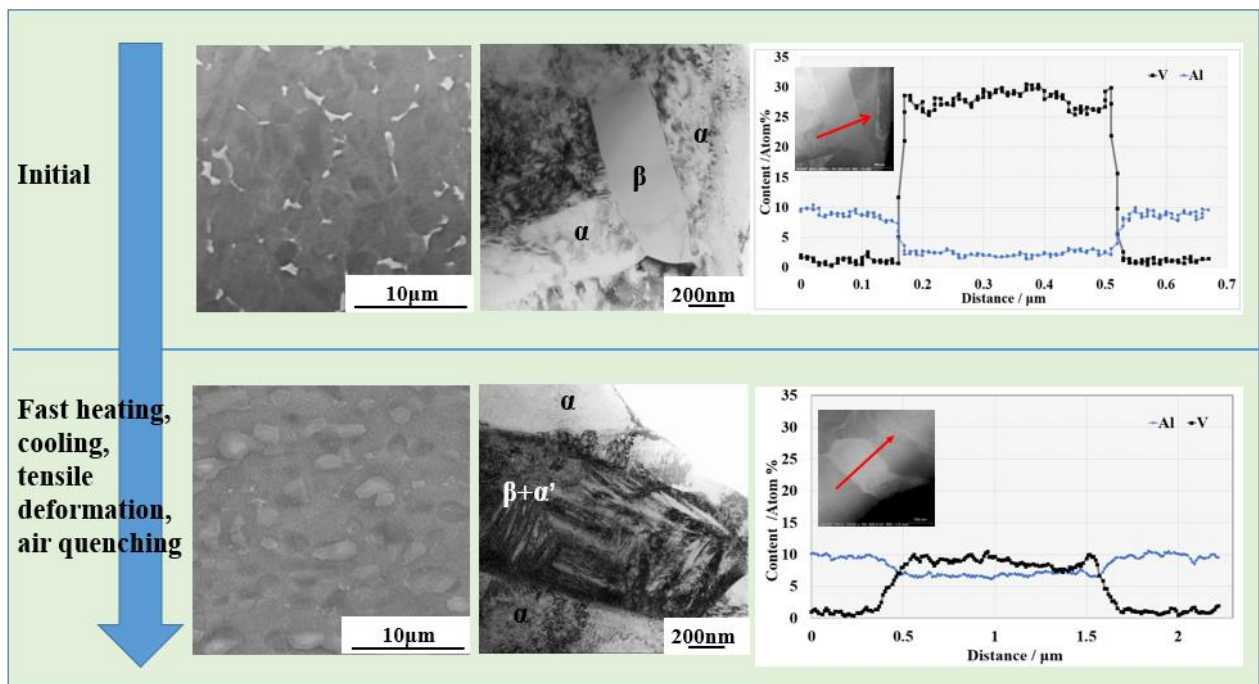 Initial
10μm
α
β
α
200nm
35
30
25
20
15
10
5
0
Content /Atom%
V
Al
0
0.1
0.2
0.3
0.4
0.5
0.6
0.7
Distance / μm
Fast heating,
cooling,
tensile
deformation,
air quenching
10μm
α
β+α’
α
200nm
35
30
25
20
15
10
5
0
Content /Atom %
Al
V
0
0.5
1
1.5
2
Distance / μm